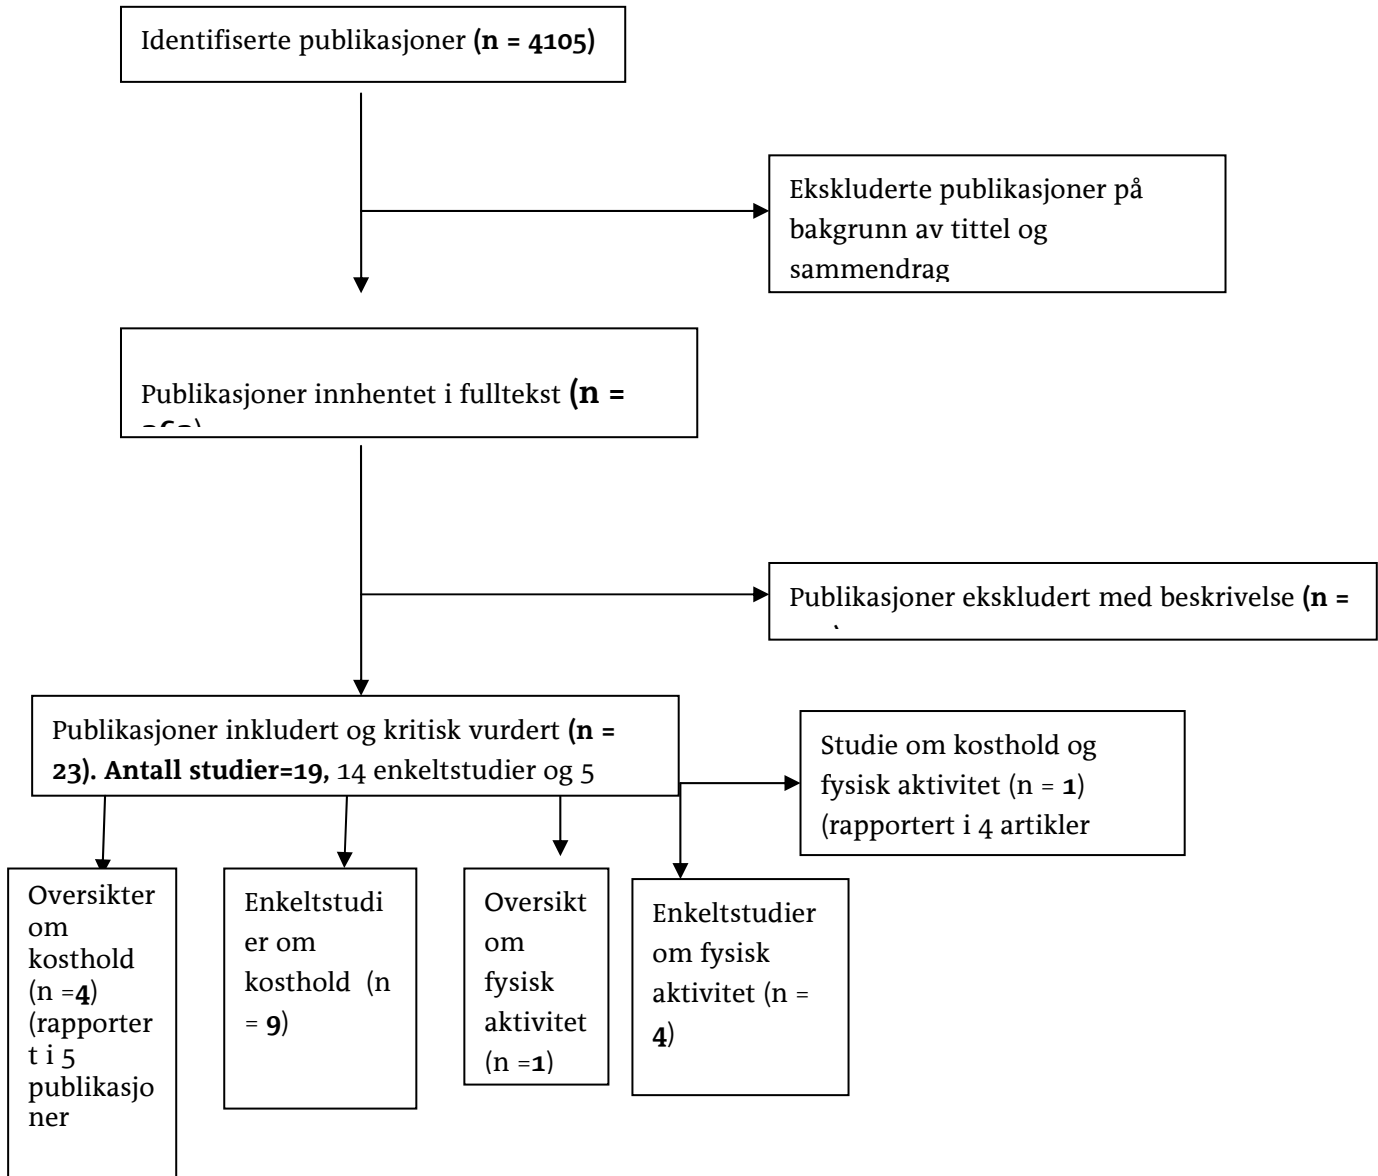 Identifiserte publikasjoner (n = 4105)
Ekskluderte publikasjoner på
bakgrunn av tittel og
sammendrag
Publikasjoner innhentet i fulltekst (n =
Publikasjoner ekskludert med beskrivelse (n =
Publikasjoner inkludert og kritisk vurdert (n =
23). Antall studier=19, 14 enkeltstudier og 5
Studie om kosthold og
fysisk aktivitet (n = 1)
(rapportert i 4 artikler
Oversikter
om
kosthold
(n =4)
(rapporter
t i 5
publikasjo
ner
Enkeltstudi
er om
kosthold (n
= 9)
Oversikt
om
fysisk
aktivitet
(n =1)
Enkeltstudier
om fysisk
aktivitet (n =
4)